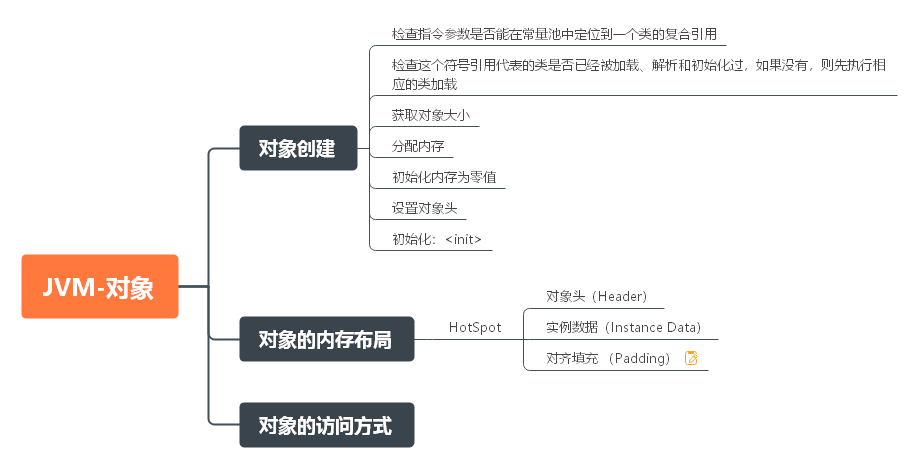 检查指令参数是否能在常量池中定位到一个类的复合引用
检查这个符号引用代表的类是否已经被加载、解析和初始化过，如果没有，则先执行相
应的类加载
获取对象大小
对象创建
分配内存
初始化内存为零值
设置对象头
初始化：<init>
JVM-对象
对象头（Header）
对象的内存布局
HotSpot
实例数据（Instance Data）
对齐填充 （Padding）
对象的访问方式